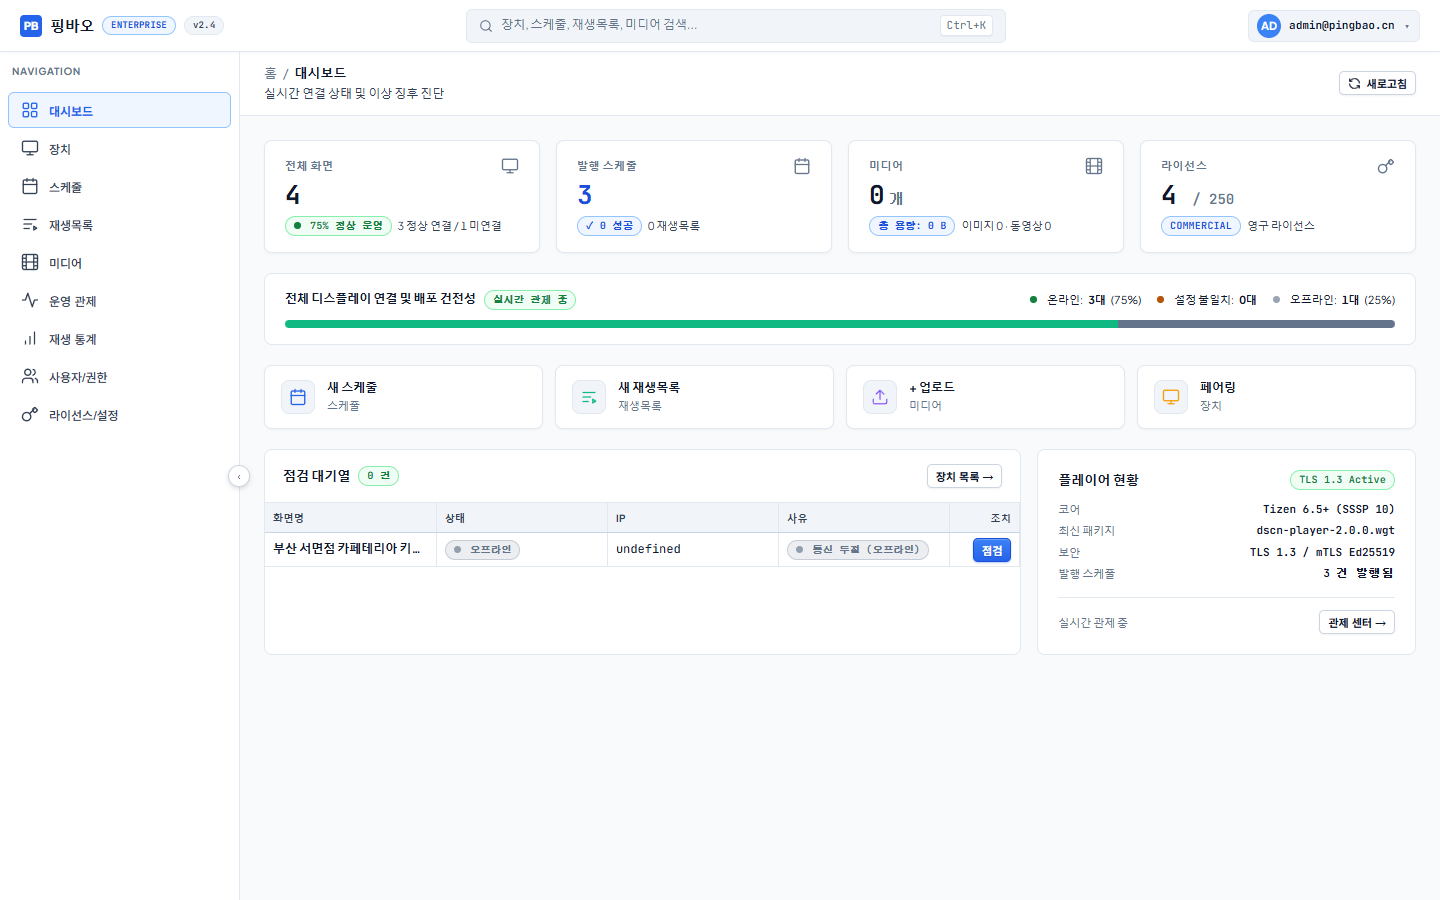 PB 핑바오 ENTERPRISE v2.4
장치, 스케줄, 재생목록, 미디어 검색... Ctrl+K
AD admin@pingbao.cn
NAVIGATION
대시보드
장치
스케줄
재생목록
미디어
운영 관제
재생 통계
사용자/권한
라이선스/설정
홈 / 대시보드
실시간 연결 상태 및 이상 징후 진단
새로고침
전체 화면
4
75% 정상 운영 3 정상 연결 / 1 미연결
발행 스케줄
3
✓ 0 성공 0 재생목록
미디어
0 개
총 용량: 0 B 이미지 0 · 동영상 0
라이선스
4 / 250
COMMERCIAL 영구 라이선스
전체 디스플레이 연결 및 배포 건전성 실시간 관제 중
온라인: 3대 (75%) 설정 불일치: 0대 오프라인: 1대 (25%)
새 스케줄
스케줄
새 재생목록
재생목록
+ 업로드
미디어
페어링
장치
점검 대기열 0 건
장치 목록 →
화면명 상태 IP 사유 조치
부산 서면점 카페테리아 키... 오프라인 undefined 통신 두절 (오프라인) 점검
플레이어 현황 TLS 1.3 Active
코어 Tizen 6.5+ (SSSP 10)
최신 패키지 dscn-player-2.0.0.wgt
보안 TLS 1.3 / mTLS Ed25519
발행 스케줄 3 건 발행됨
실시간 관제 중 관제 센터 →